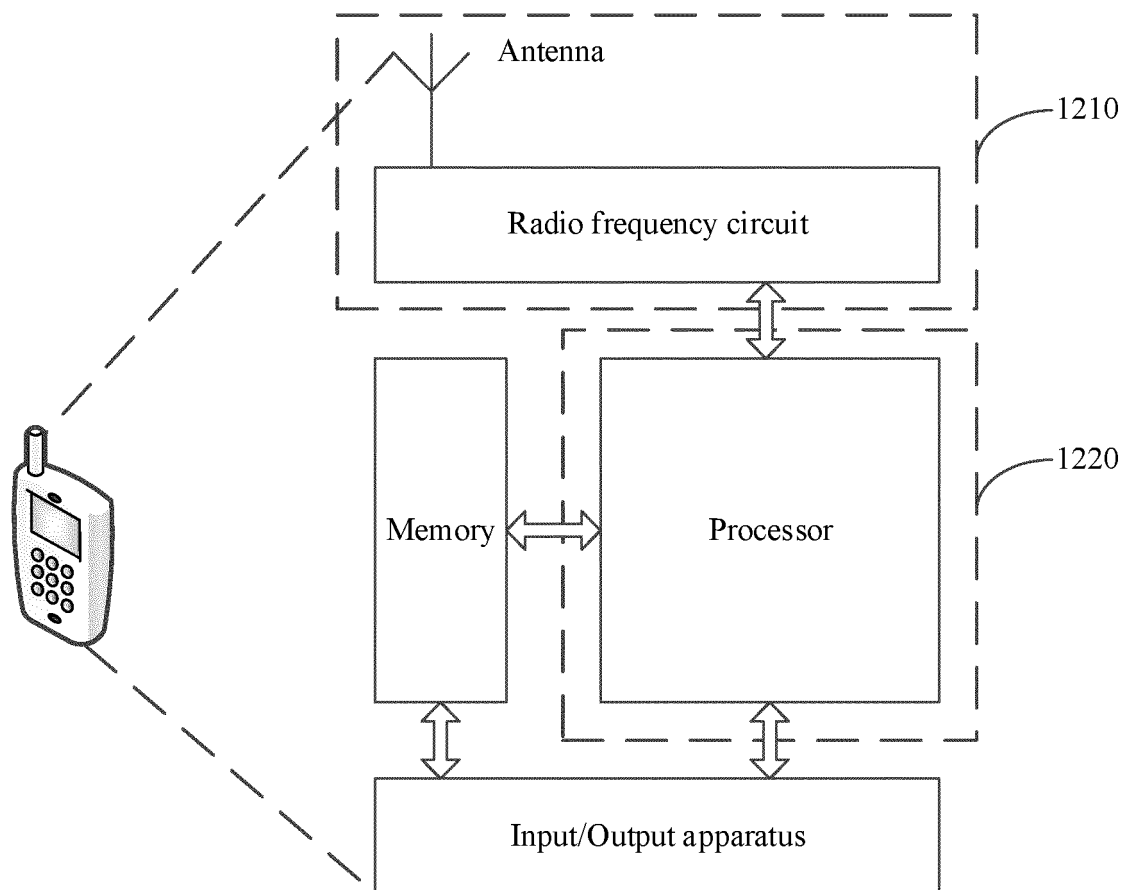 Antenna
1210
Radio frequency circuit
1220
Memory
Processor
Input/Output apparatus